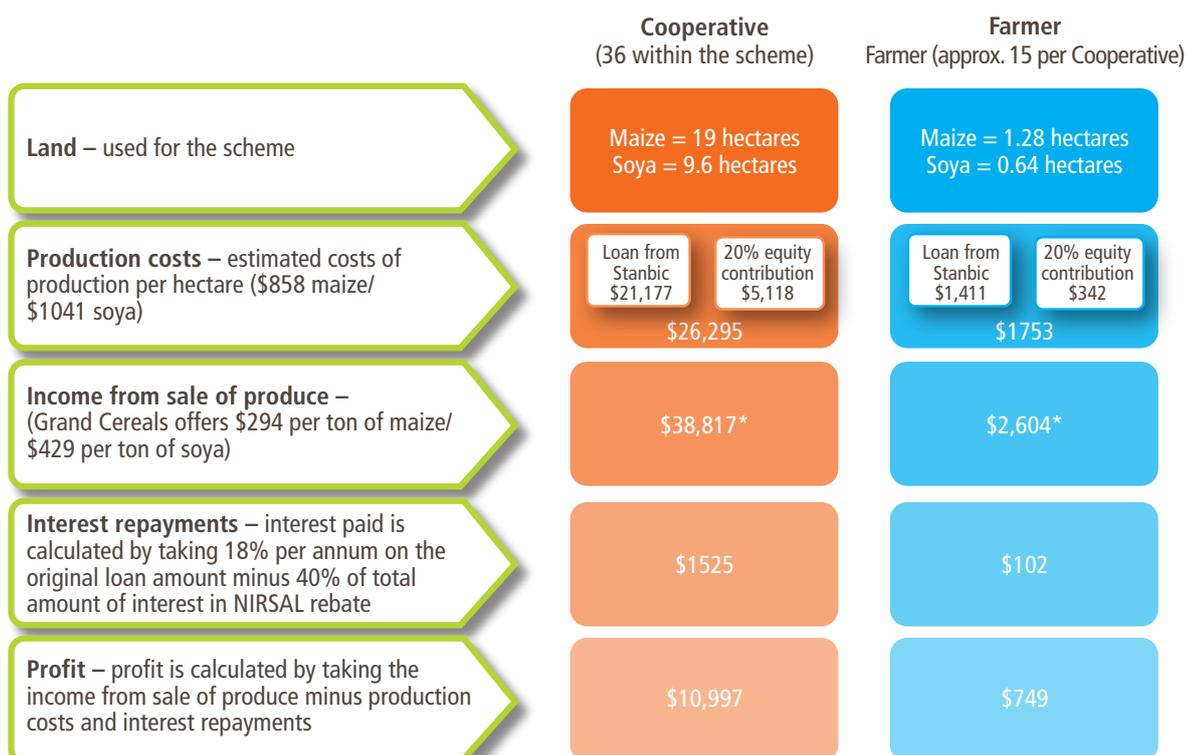 Cooperative
(36 within the scheme)
Farmer
Farmer (approx. 15 per Cooperative)
Land – used for the scheme
Maize = 19 hectares
Soya = 9.6 hectares
Maize = 1.28 hectares
Soya = 0.64 hectares
Production costs – estimated costs of
production per hectare ($858 maize/
$1041 soya)
Loan from
Stanbic
$21,177
20% equity
contribution
$5,118
$26,295
Loan from
Stanbic
$1,411
20% equity
contribution
$342
$1753
Income from sale of produce –
(Grand Cereals offers $294 per ton of maize/
$429 per ton of soya)
$38,817*
$2,604*
Interest repayments – interest paid is
calculated by taking 18% per annum on the
original loan amount minus 40% of total
amount of interest in NIRSAL rebate
$1525
$102
Profit – profit is calculated by taking the
income from sale of produce minus production
costs and interest repayments
$10,997
$749